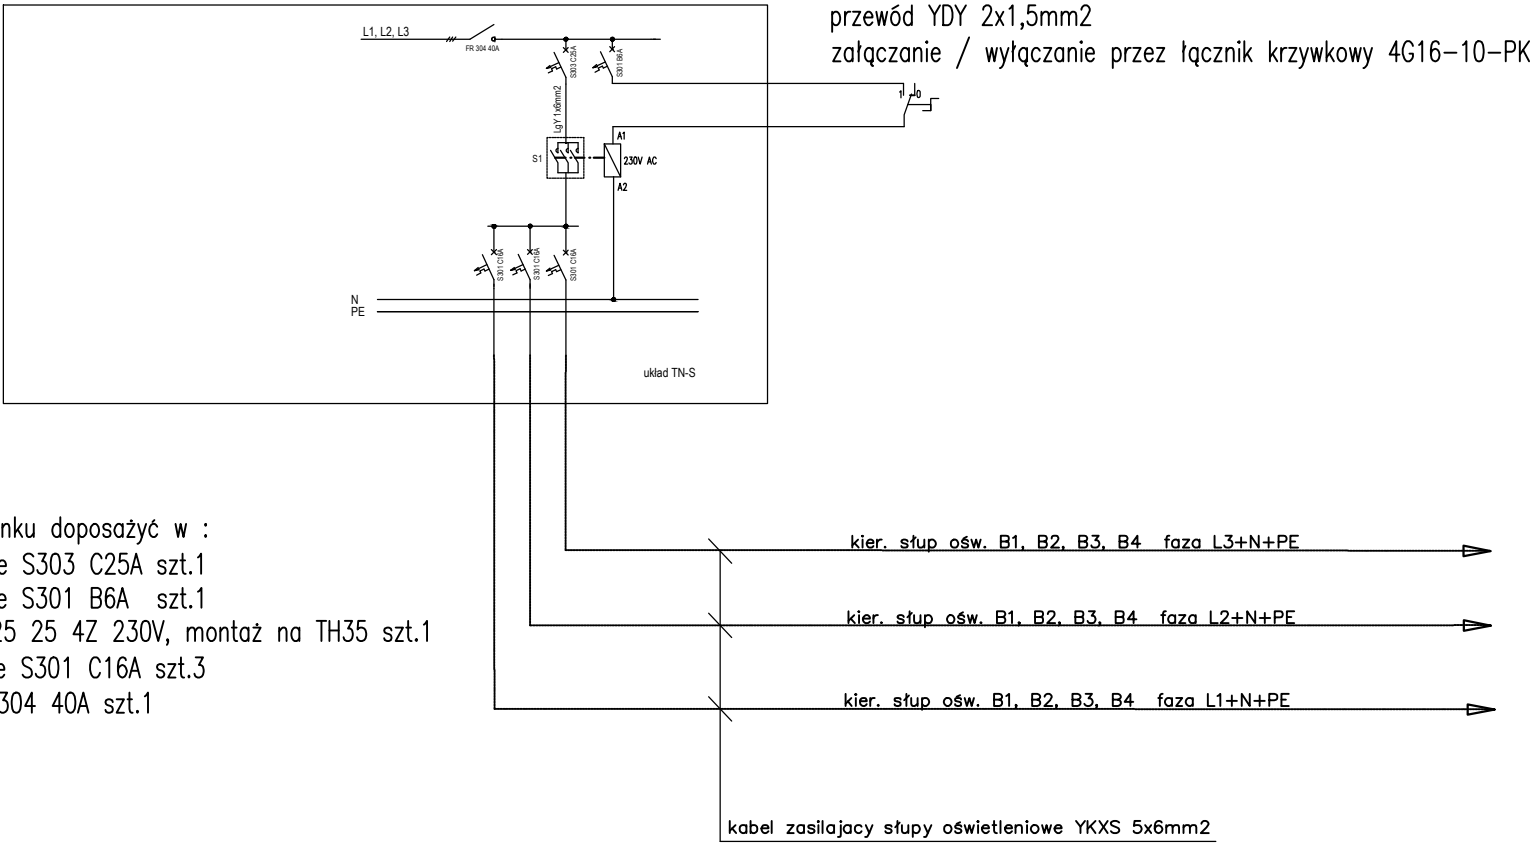 przewód YDY 2x1,5mm2
załączanie / wyłączanie przez łącznik krzywkowy 4G16-10-PK
L1, L2, L3
FR 304 40A
S303 C25A
S301 B6A
LgY 1x6mm2
1 0
A1
S1
230V AC
A2
S301 C16A
S301 C16A
S301 C16A
N
PE
układ TN-S
nku doposażyć w :
e S303 C25A szt.1
e S301 B6A szt.1
25 25 4Z 230V, montaż na TH35 szt.1
e S301 C16A szt.3
304 40A szt.1
kier. słup ośw. B1, B2, B3, B4 faza L3+N+PE
kier. słup ośw. B1, B2, B3, B4 faza L2+N+PE
kier. słup ośw. B1, B2, B3, B4 faza L1+N+PE
kabel zasilajacy słupy oświetleniowe YKXS 5x6mm2